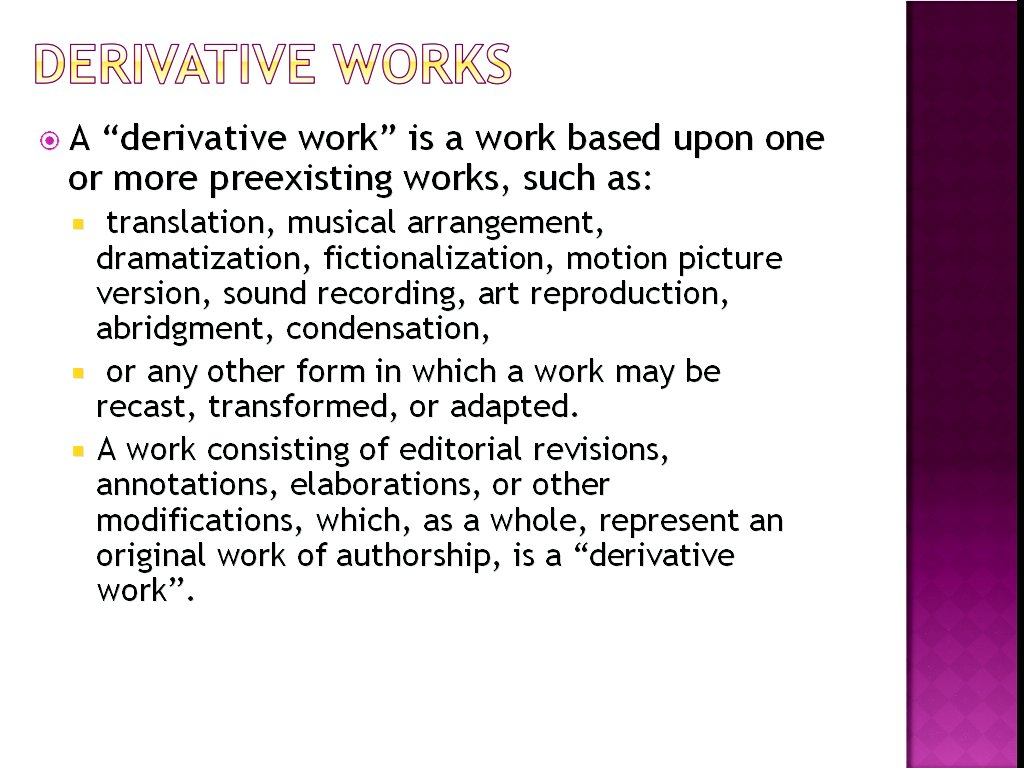 DERIVATIVE WORKS
A “derivative work” is a work based upon one
or more preexisting works, such as:
translation, musical arrangement,
dramatization, fictionalization, motion picture
version, sound recording, art reproduction,
abridgment, condensation,
or any other form in which a work may be
recast, transformed, or adapted.
A work consisting of editorial revisions,
annotations, elaborations, or other
modifications, which, as a whole, represent an
original work of authorship, is a “derivative
work”.